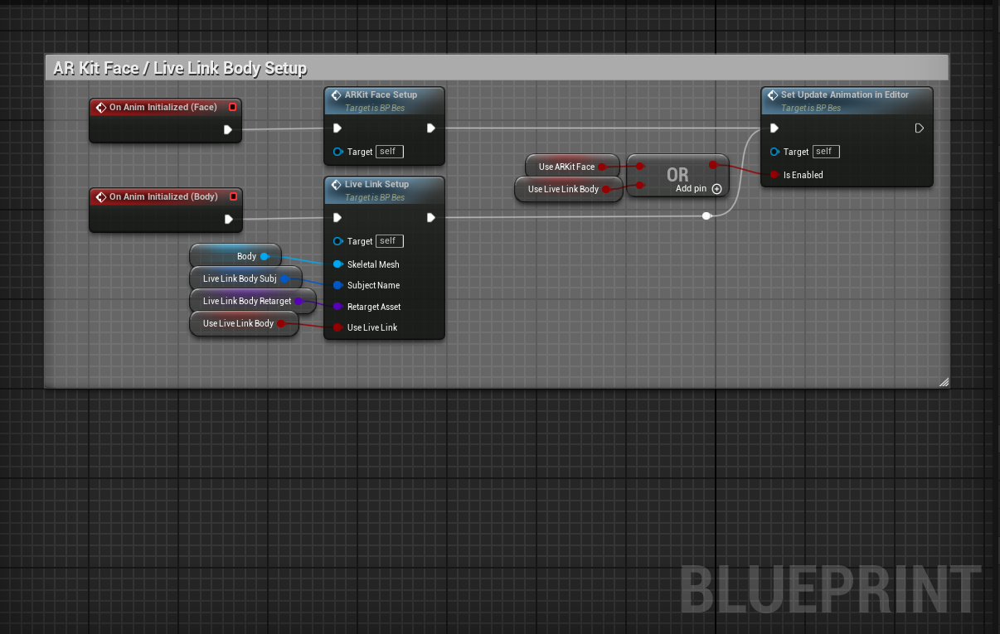 AR Kit Face / Live Link Body Setup
On Anim Initialized (Face)
ARKit Face Setup
Target is BP Bes
Target self
Set Update Animation in Editor
Target is BP Bes
Target self
Is Enabled
Use ARKit Face
Use Live Link Body
OR
Add pin
On Anim Initialized (Body)
Live Link Setup
Target is BP Bes
Target self
Skeletal Mesh
Subject Name
Retarget Asset
Use Live Link
Body
Live Link Body Subj
Live Link Body Retarget
Use Live Link Body
BLUEPRINT